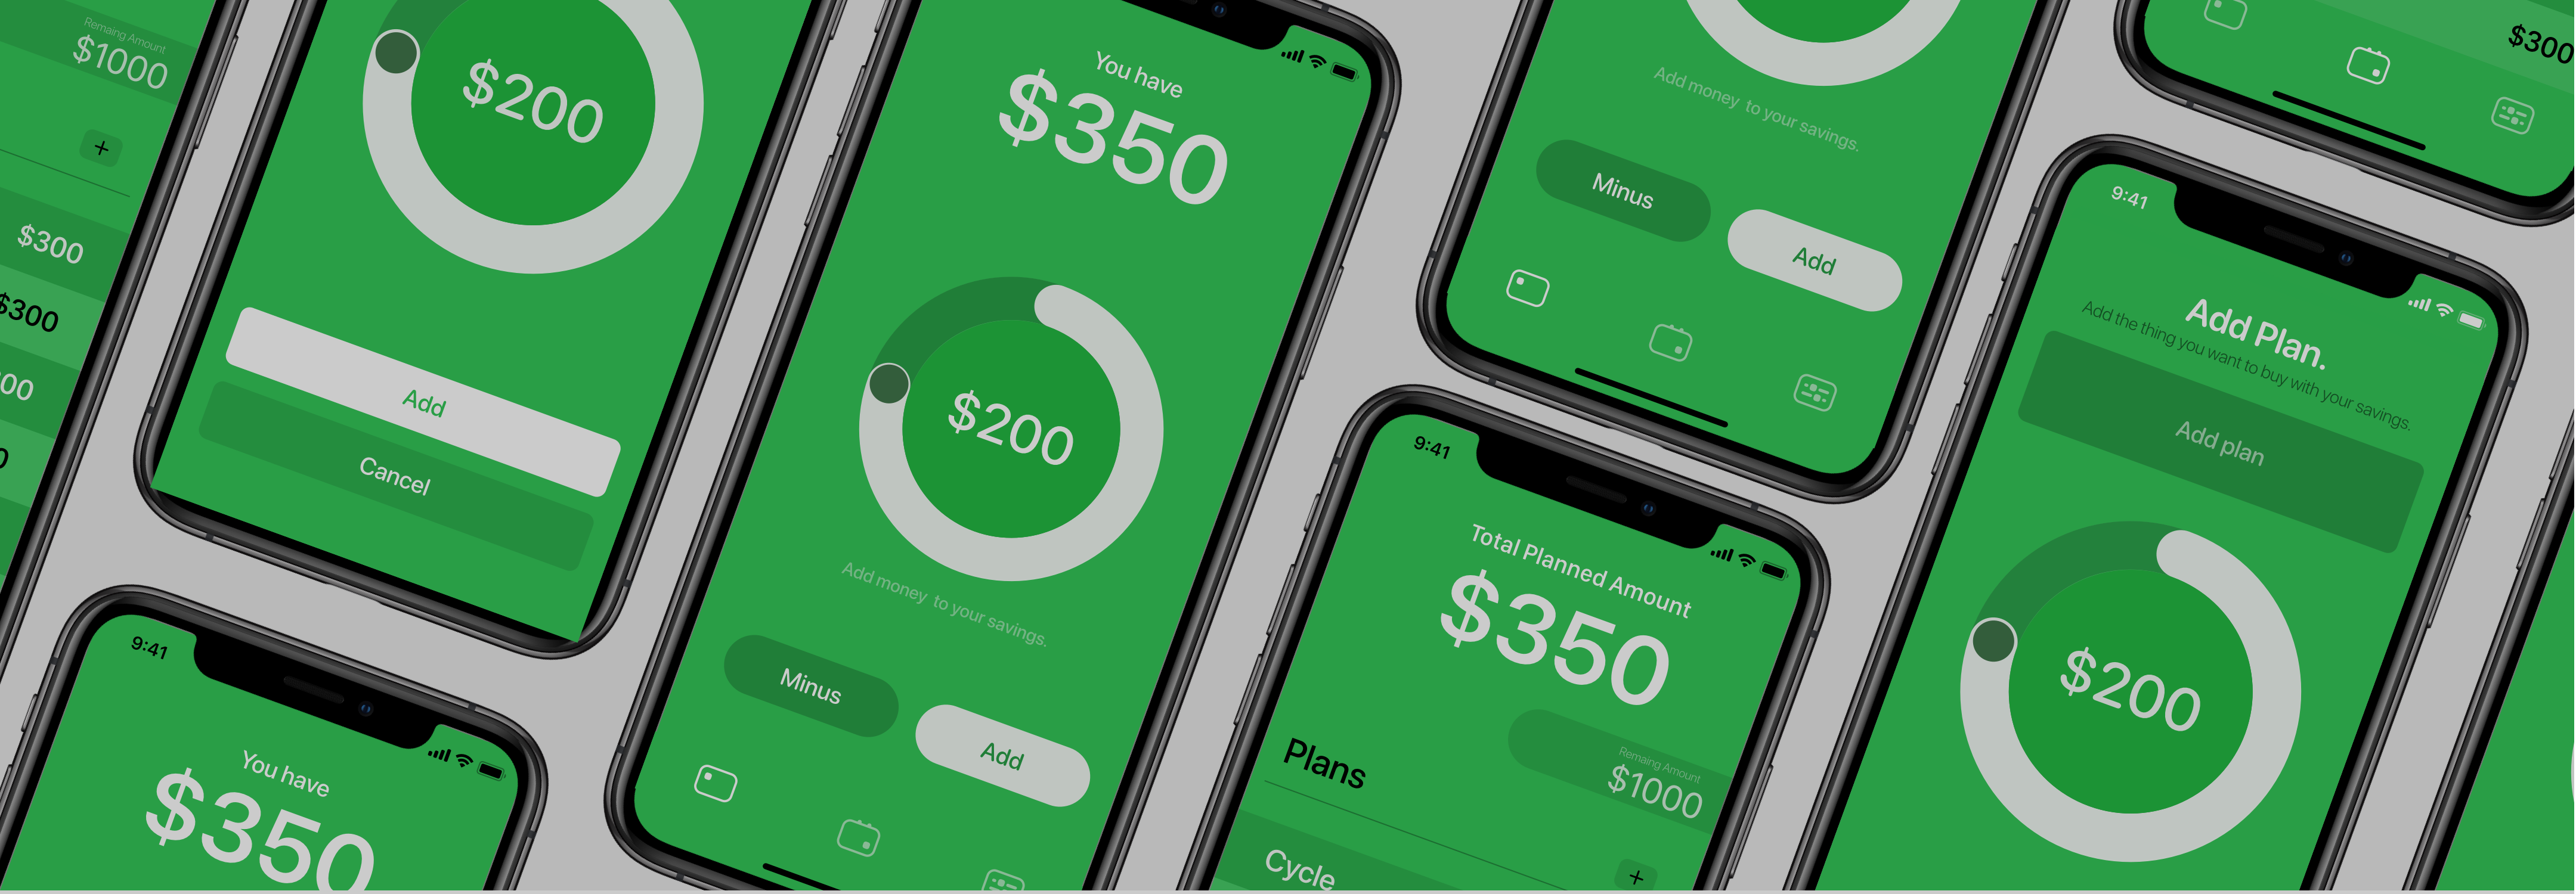 Remaing Amount
$1000
+
$300
$300
00
0
$200
Add
Cancel
9:41
You have
$350
You have
$350
$200
Add money to your savings.
Minus
Add
Add money to your savings.
Minus
Add
9:41
Total Planned Amount
$350
Remaing Amount
$1000
Plans
+
Cycle
$300
9:41
Add Plan.
Add the thing you want to buy with your savings.
Add plan
$200